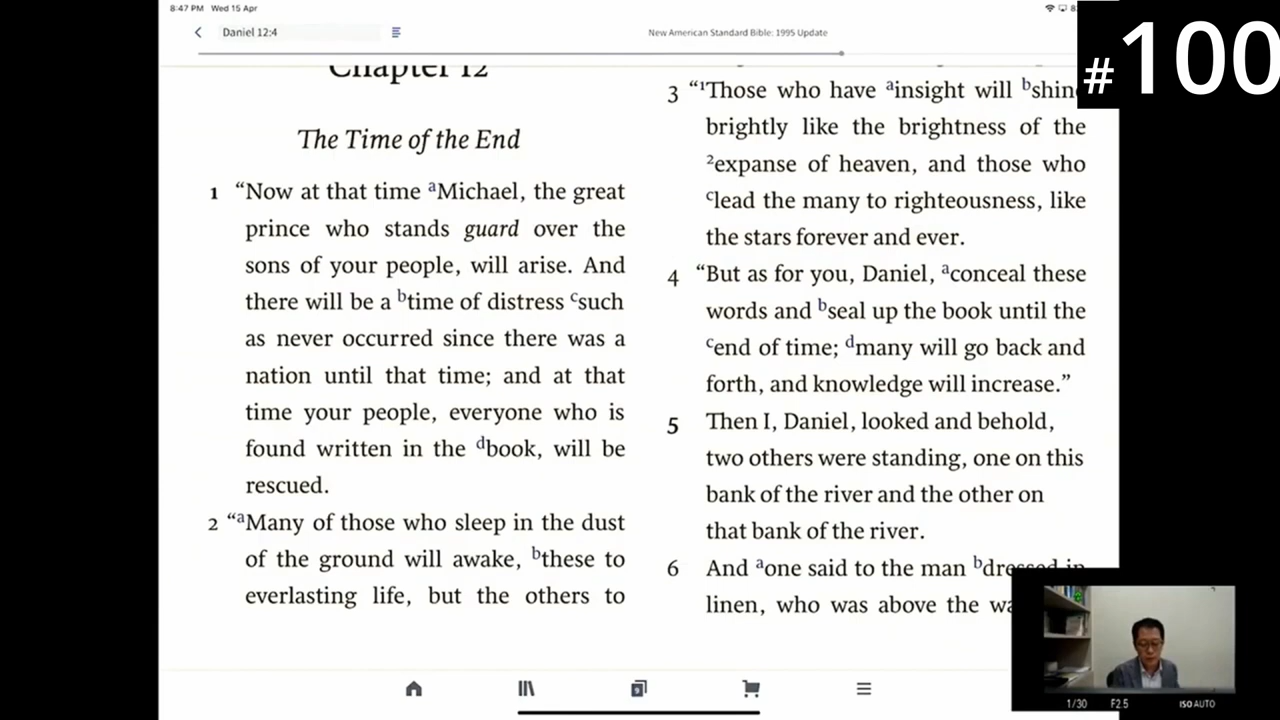 8:47 PM Wed 15 Apr
Daniel 12:4
New American Standard Bible: 1995 Update
#100
Chapter 12
The Time of the End
1 “Now at that time aMichael, the great
prince who stands guard over the
sons of your people, will arise. And
there will be a btime of distress csuch
as never occurred since there was a
nation until that time; and at that
time your people, everyone who is
found written in the dbook, will be
rescued.
2 “aMany of those who sleep in the dust
of the ground will awake, bthese to
everlasting life, but the others to
3 “1Those who have ainsight will bshine
brightly like the brightness of the
2expanse of heaven, and those who
clead the many to righteousness, like
the stars forever and ever.
4 “But as for you, Daniel, aconceal these
words and bseal up the book until the
cend of time; dmany will go back and
forth, and knowledge will increase.”
5 Then I, Daniel, looked and behold,
two others were standing, one on this
bank of the river and the other on
that bank of the river.
6 And aone said to the man bdressed in
linen, who was above the
1/30 F2.5 ISO AUTO